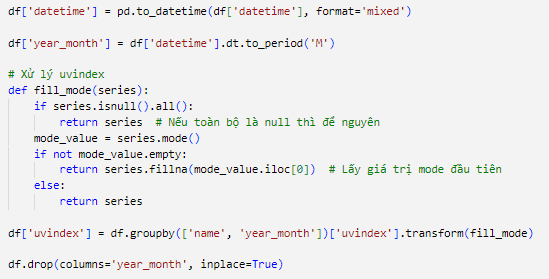 df['datetime'] = pd.to_datetime(df['datetime'], format='mixed')
df['year_month'] = df['datetime'].dt.to_period('M')
# Xử lý uvindex
def fill_mode(series):
    if series.isnull().all():
        return series  # Nếu toàn bộ là null thì để nguyên
    mode_value = series.mode()
    if not mode_value.empty:
        return series.fillna(mode_value.iloc[0])  # Lấy giá trị mode đầu tiên
    else:
        return series
df['uvindex'] = df.groupby(['name', 'year_month'])['uvindex'].transform(fill_mode)
df.drop(columns='year_month', inplace=True)